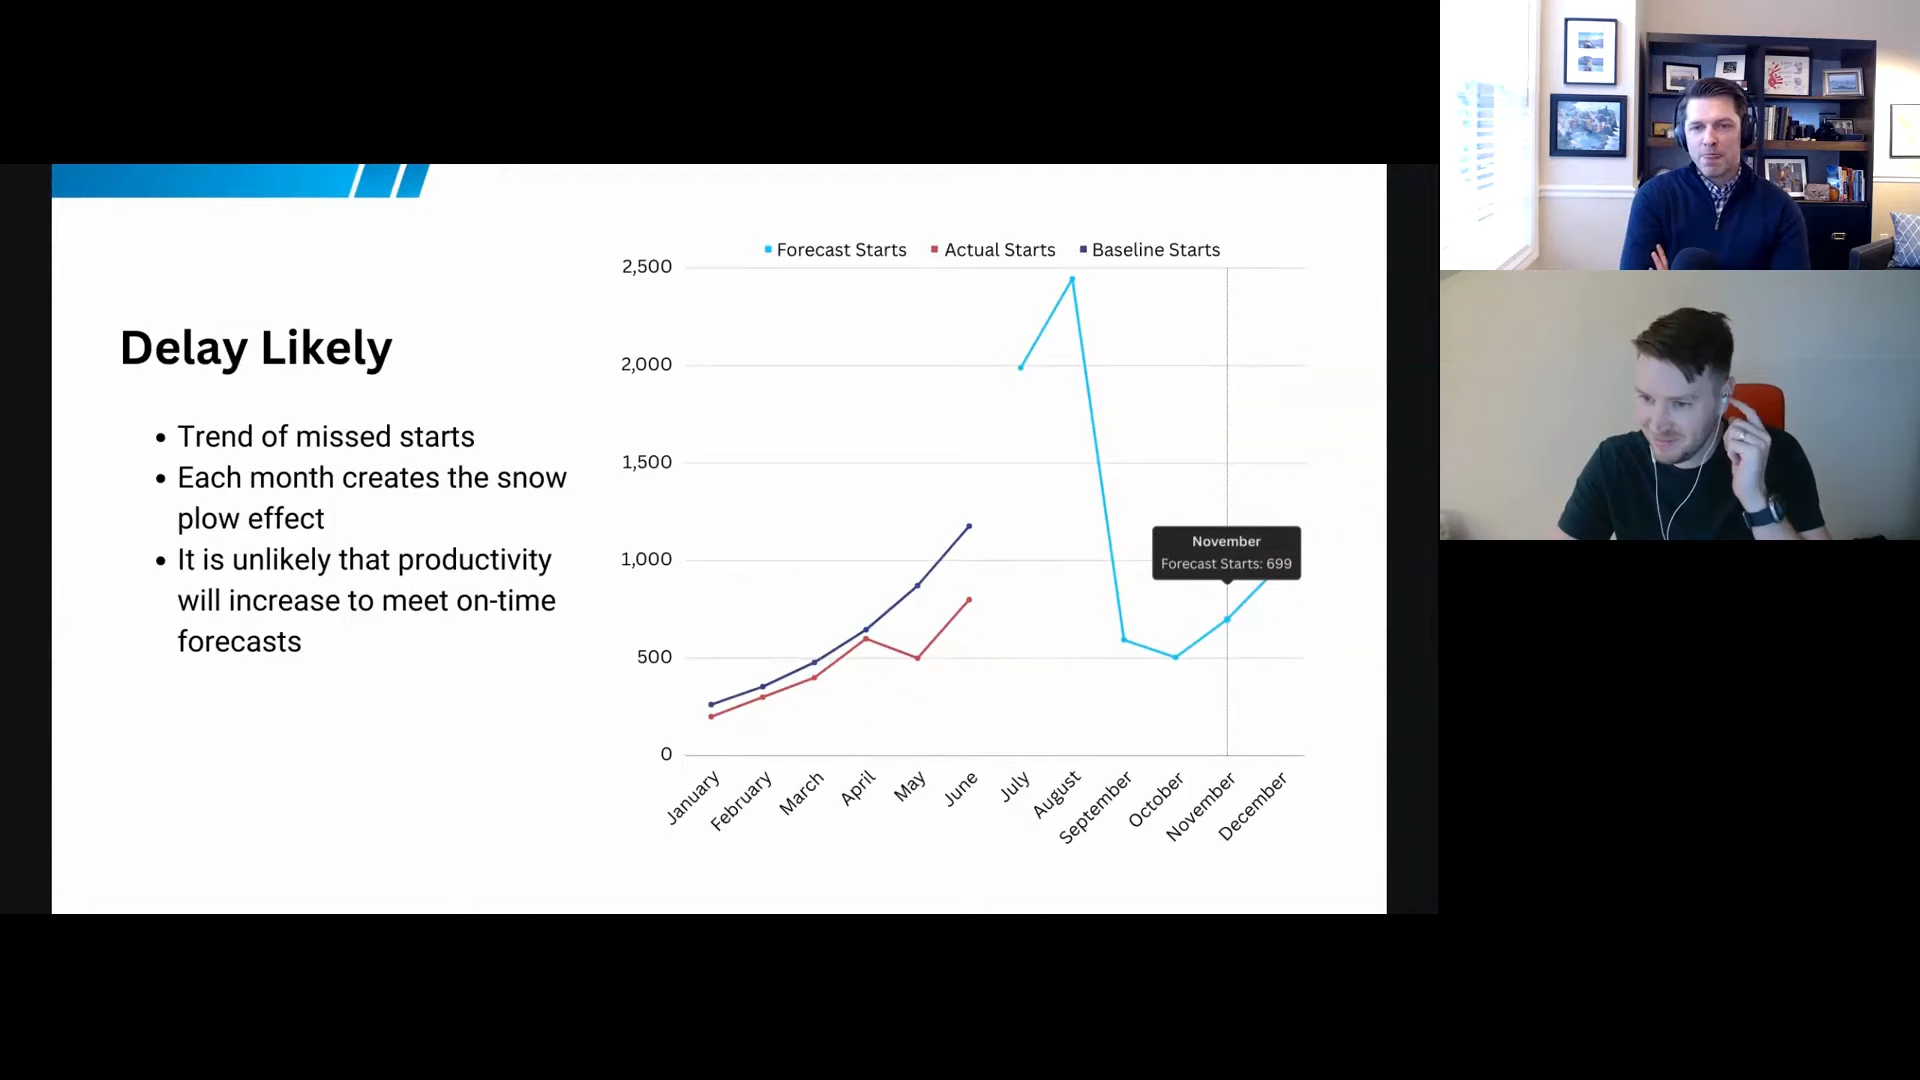 Delay Likely
• Trend of missed starts
• Each month creates the snow
plow effect
• It is unlikely that productivity
will increase to meet on-time
forecasts
Forecast Starts Actual Starts Baseline Starts
2,500
2,000
1,500
1,000
500
0
November
Forecast Starts: 699
January February March April May June July August September October November December